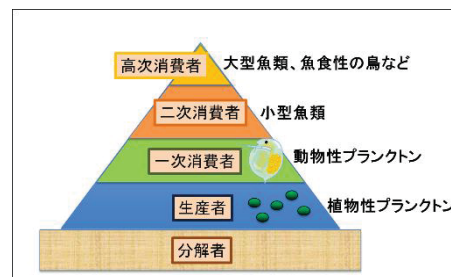 高次消費者 大型魚類、魚食性の鳥など
二次消費者 小型魚類
一次消費者 動物性プランクトン
生産者 植物性プランクトン
分解者